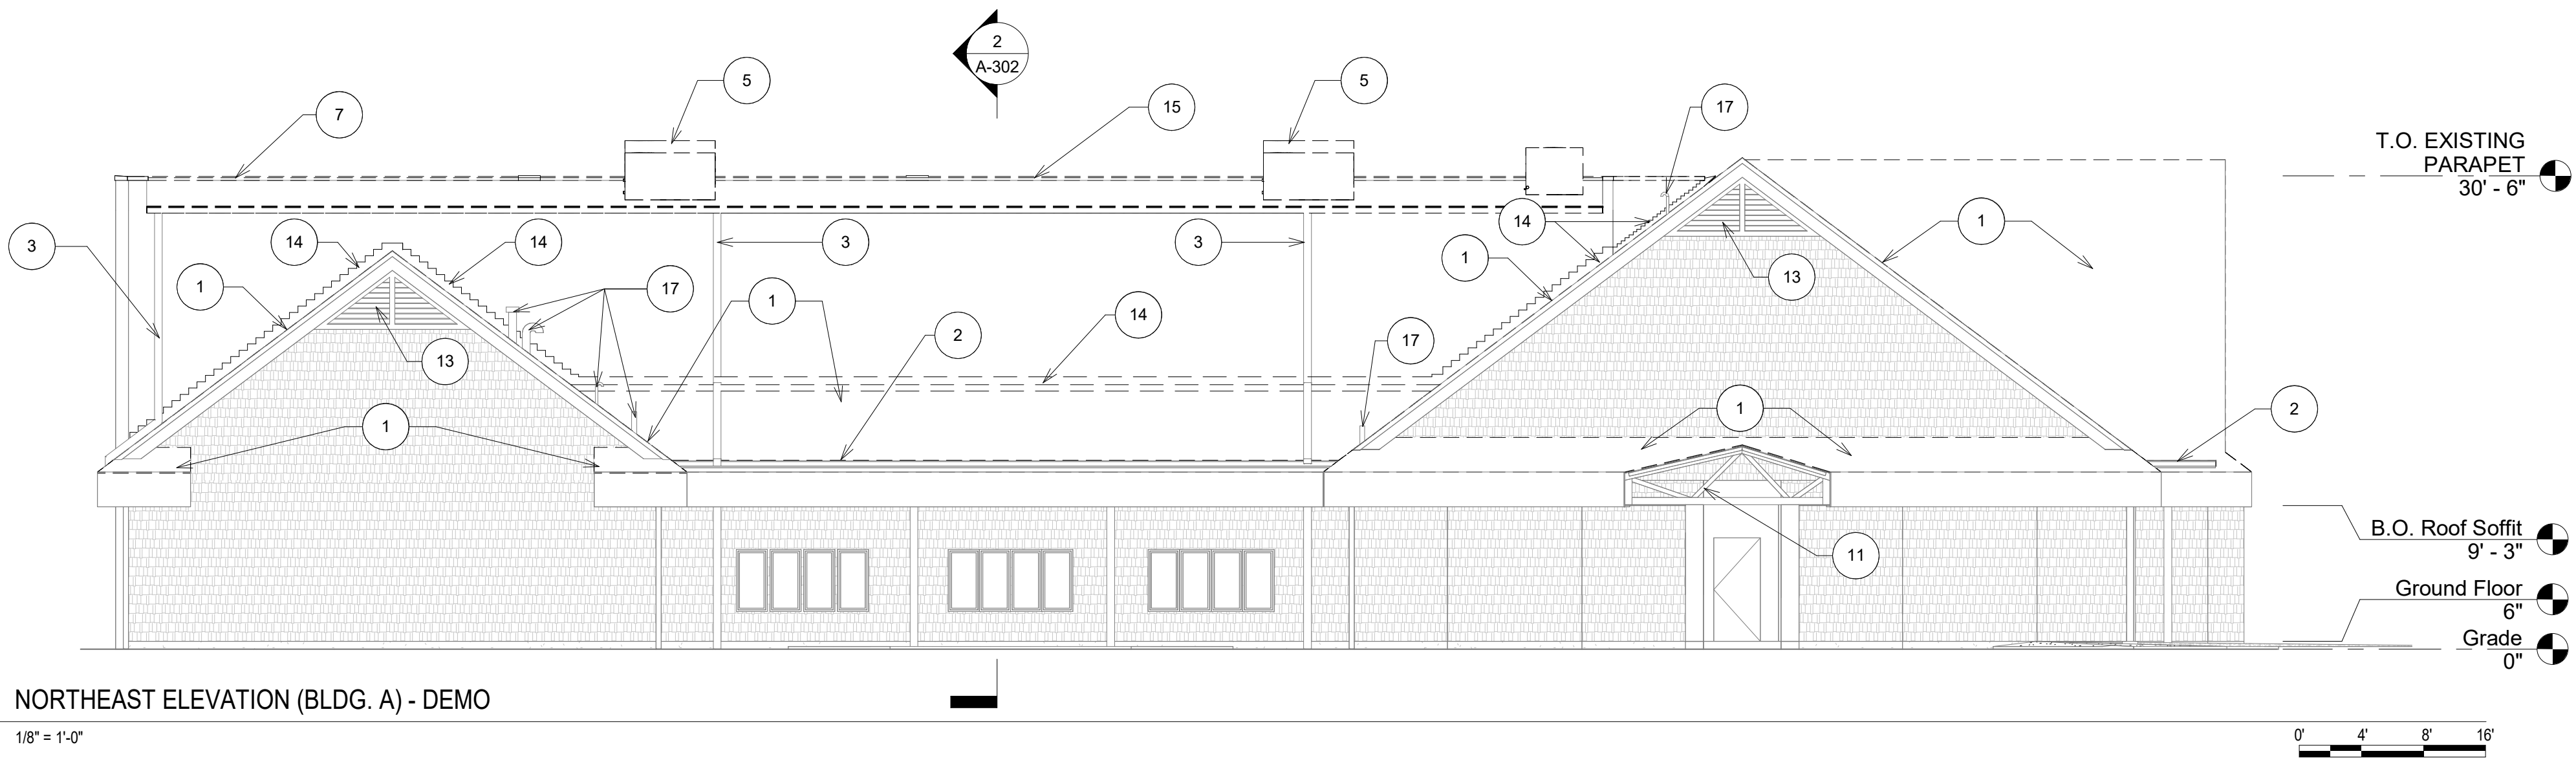 2
A-302
5
5
7
15
17
T.O. EXISTING
PARAPET
30' - 6"
3
14
14
3
3
14
1
1
1
17
1
13
14
2
13
17
1
1
2
11
B.O. Roof Soffit
9' - 3"
Ground Floor
6"
Grade
0"
NORTHEAST ELEVATION (BLDG. A) - DEMO
1/8" = 1'-0"
0' 4' 8' 16'